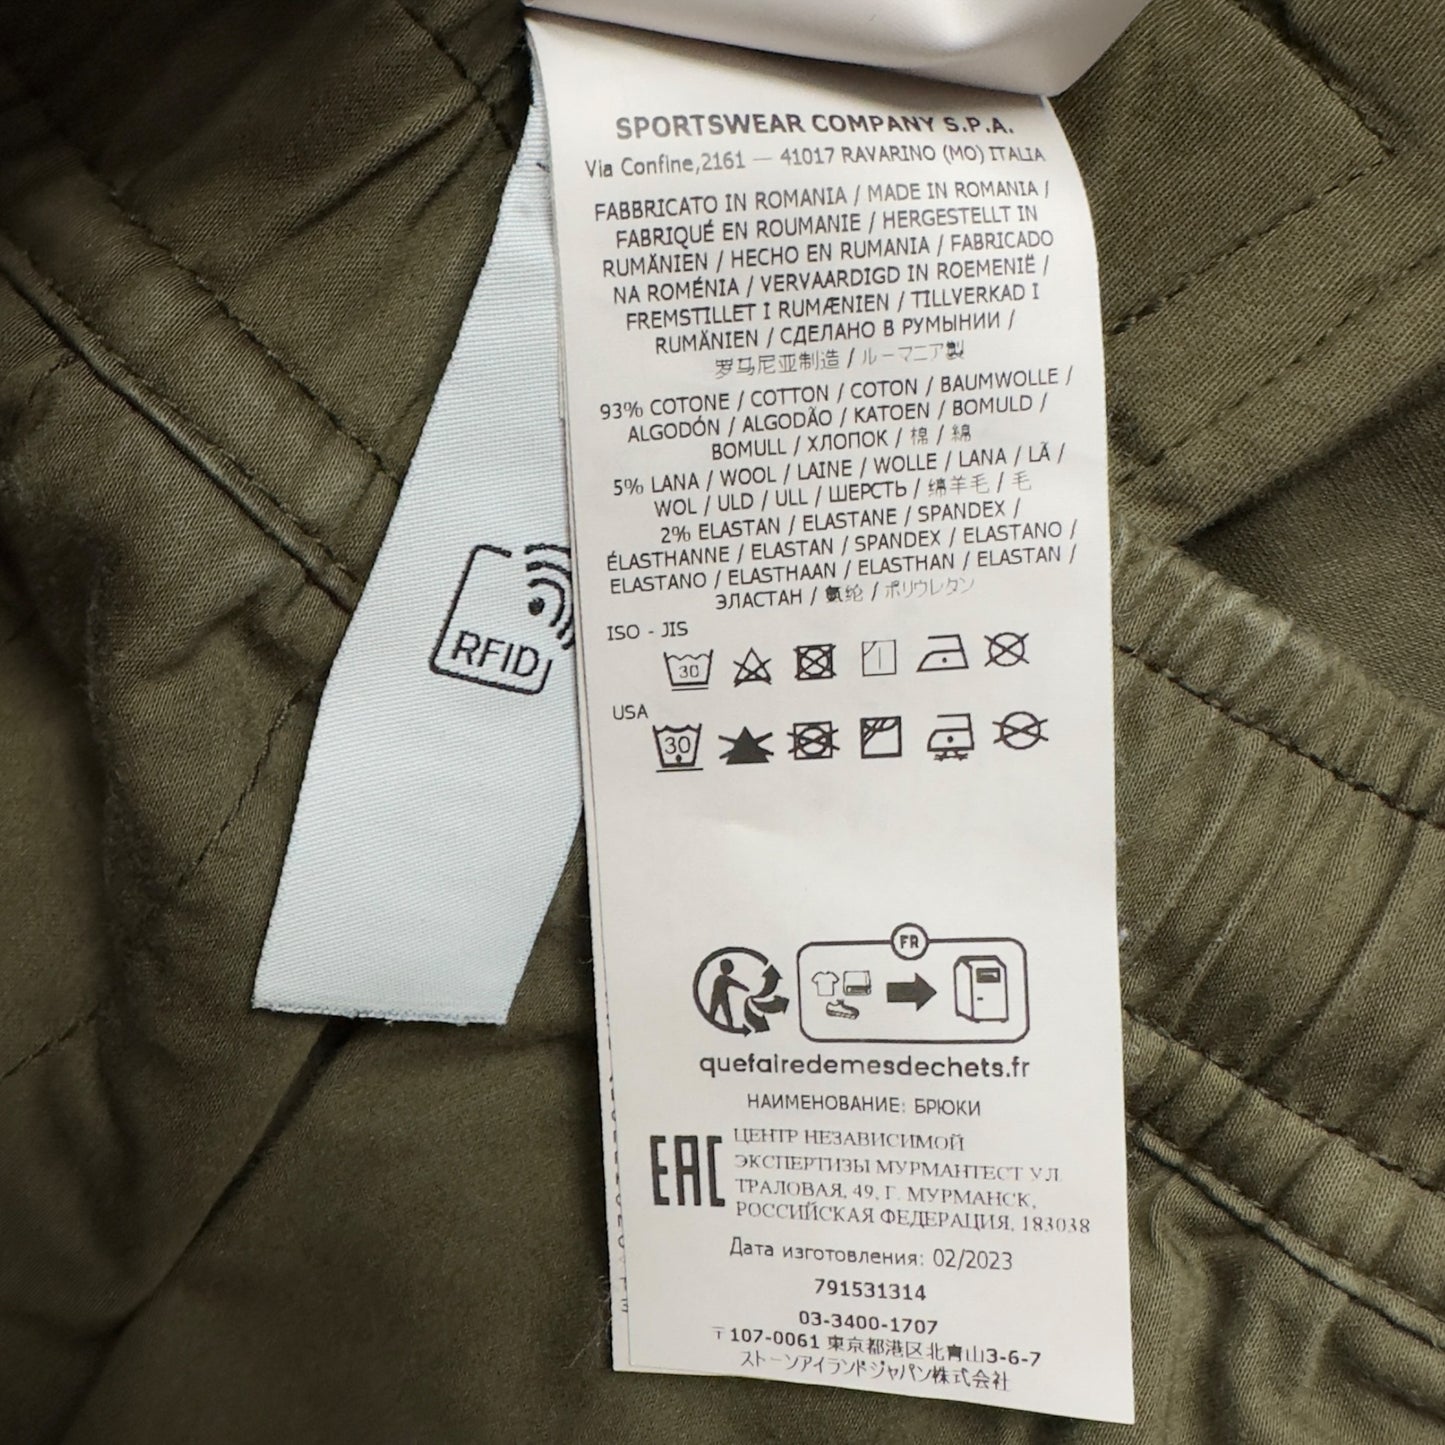 SPORTSWEAR COMPANY S.P.A.
Via Confine,2161 — 41017 RAVARINO (MO) ITALIA
FABBRICATO IN ROMANIA / MADE IN ROMANIA /
FABRIQUÉ EN ROUMANIE / HERGESTELLT IN
RUMÄNIEN / HECHO EN RUMANIA / FABRICADO
NA ROMÉNIA / VERVAARDIGD IN ROEMENIË /
FREMSTILLET I RUMÆNIEN / TILLVERKAD I
RUMÄNIEN / СДЕЛАНО В РУМЫНИИ /
罗马尼亚制造 / ルーマニア製
93% COTONE / COTTON / COTON / BAUMWOLLE /
ALGODÓN / ALGODÃO / KATOEN / BOMULD /
BOMULL / ХЛОПОК / 棉 / 綿
5% LANA / WOOL / LAINE / WOLLE / LANA / LÃ /
WOL / ULD / ULL / ШЕРСТЬ / 绵羊毛 / 毛
2% ELASTAN / ELASTANE / SPANDEX /
ÉLASTHANNE / ELASTAN / SPANDEX / ELASTANO /
ELASTANO / ELASTHAAN / ELASTHAN / ELASTAN /
ЭЛАСТАН / 氨纶 / ポリウレタン
ISO - JIS
30
USA
30
RFID
FR
quefairedemesdechets.fr
НАИМЕНОВАНИЕ: БРЮКИ
EAC
ЦЕНТР НЕЗАВИСИМОЙ
ЭКСПЕРТИЗЫ МУРМАНТЕСТ УЛ.
ТРАЛОВАЯ, 49, Г. МУРМАНСК,
РОССИЙСКАЯ ФЕДЕРАЦИЯ, 183038
Дата изготовления: 02/2023
791531314
03-3400-1707
〒107-0061 東京都港区北青山3-6-7
ストーンアイランドジャパン株式会社